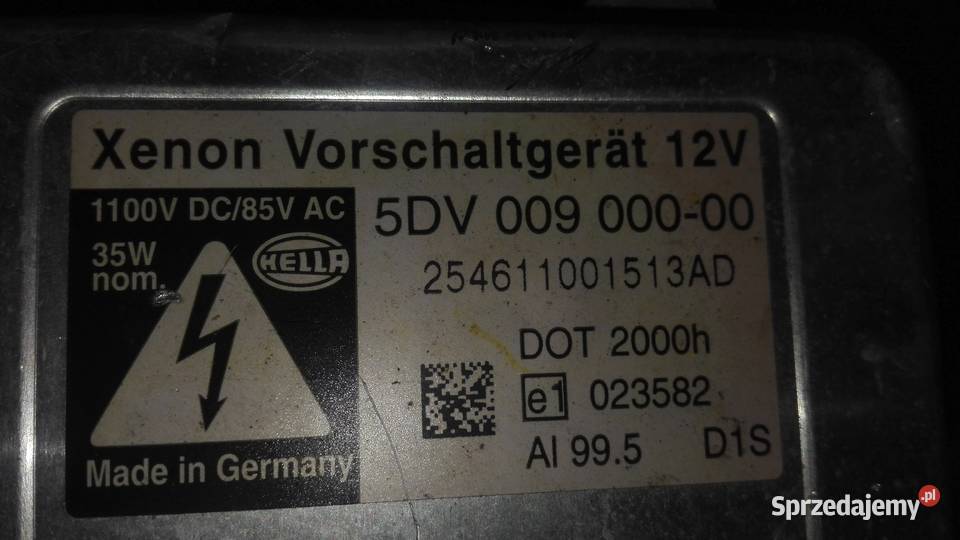 Xenon Vorschaltgerät 12V
1100V DC/85V AC
35W
nom.
HELLA
5DV 009 000-00
254611001513AD
DOT 2000h
e1 023582
Al 99.5 D1S
Made in Germany
Sprzedajemy.pl